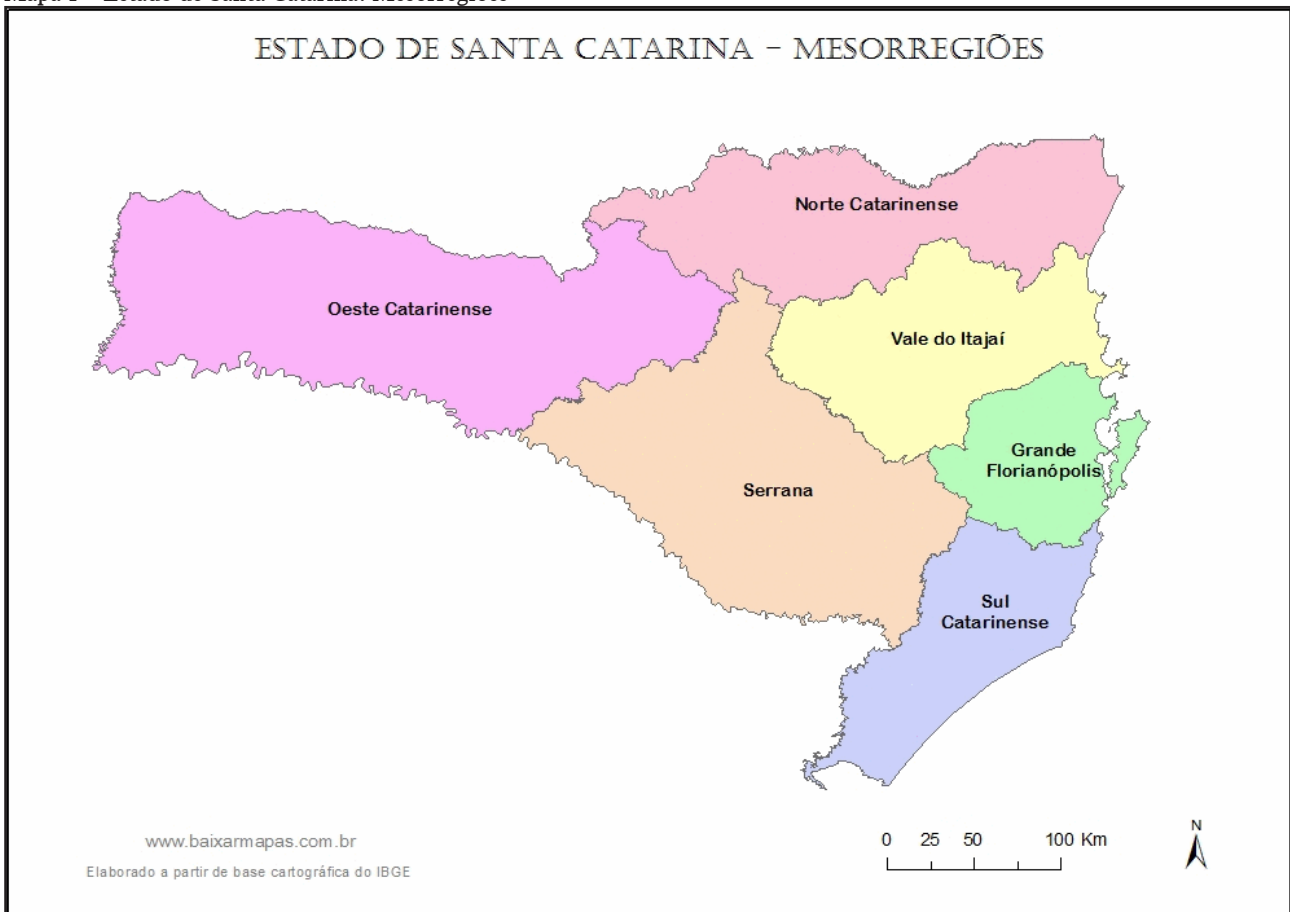 Mapa 1 – Estado de Santa Catarina: Mesorregiões
ESTADO DE SANTA CATARINA – MESORREGIÕES
Norte Catarinense
Oeste Catarinense
Vale do Itajaí
Grande
Florianópolis
Serrana
Sul
Catarinense
www.baixarmapas.com.br
Elaborado a partir de base cartográfica do IBGE
0 25 50 100 Km
N